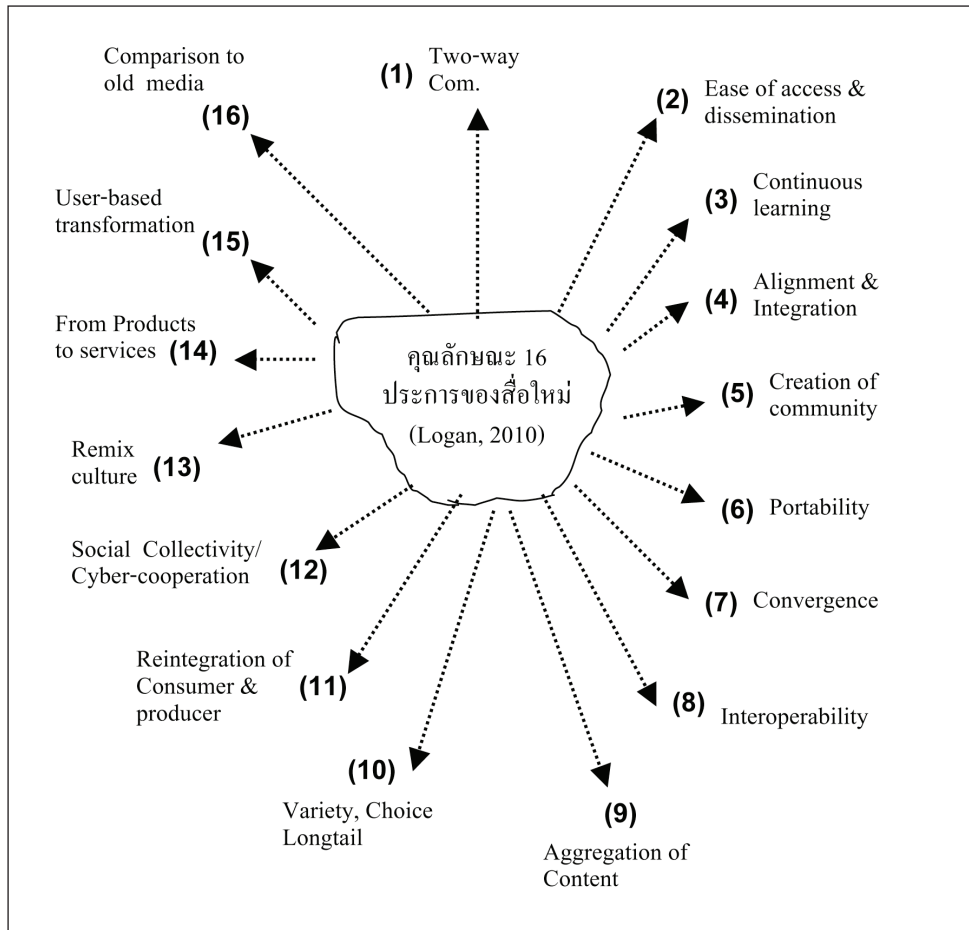 คุณลักษณะ 16
ประการของสื่อใหม่
(Logan, 2010)
(1) Two-way
Com.
(2) Ease of access &
dissemination
(3) Continuous
learning
(4) Alignment &
Integration
(5) Creation of
community
(6) Portability
(7) Convergence
(8) Interoperability
(9)
Aggregation of
Content
(10)
Variety, Choice
Longtail
Reintegration of
Consumer & (11)
producer
Social Collectivity/
Cyber-cooperation (12)
Remix
culture (13)
From Products
to services (14)
User-based
transformation
(15)
Comparison to
old media
(16)